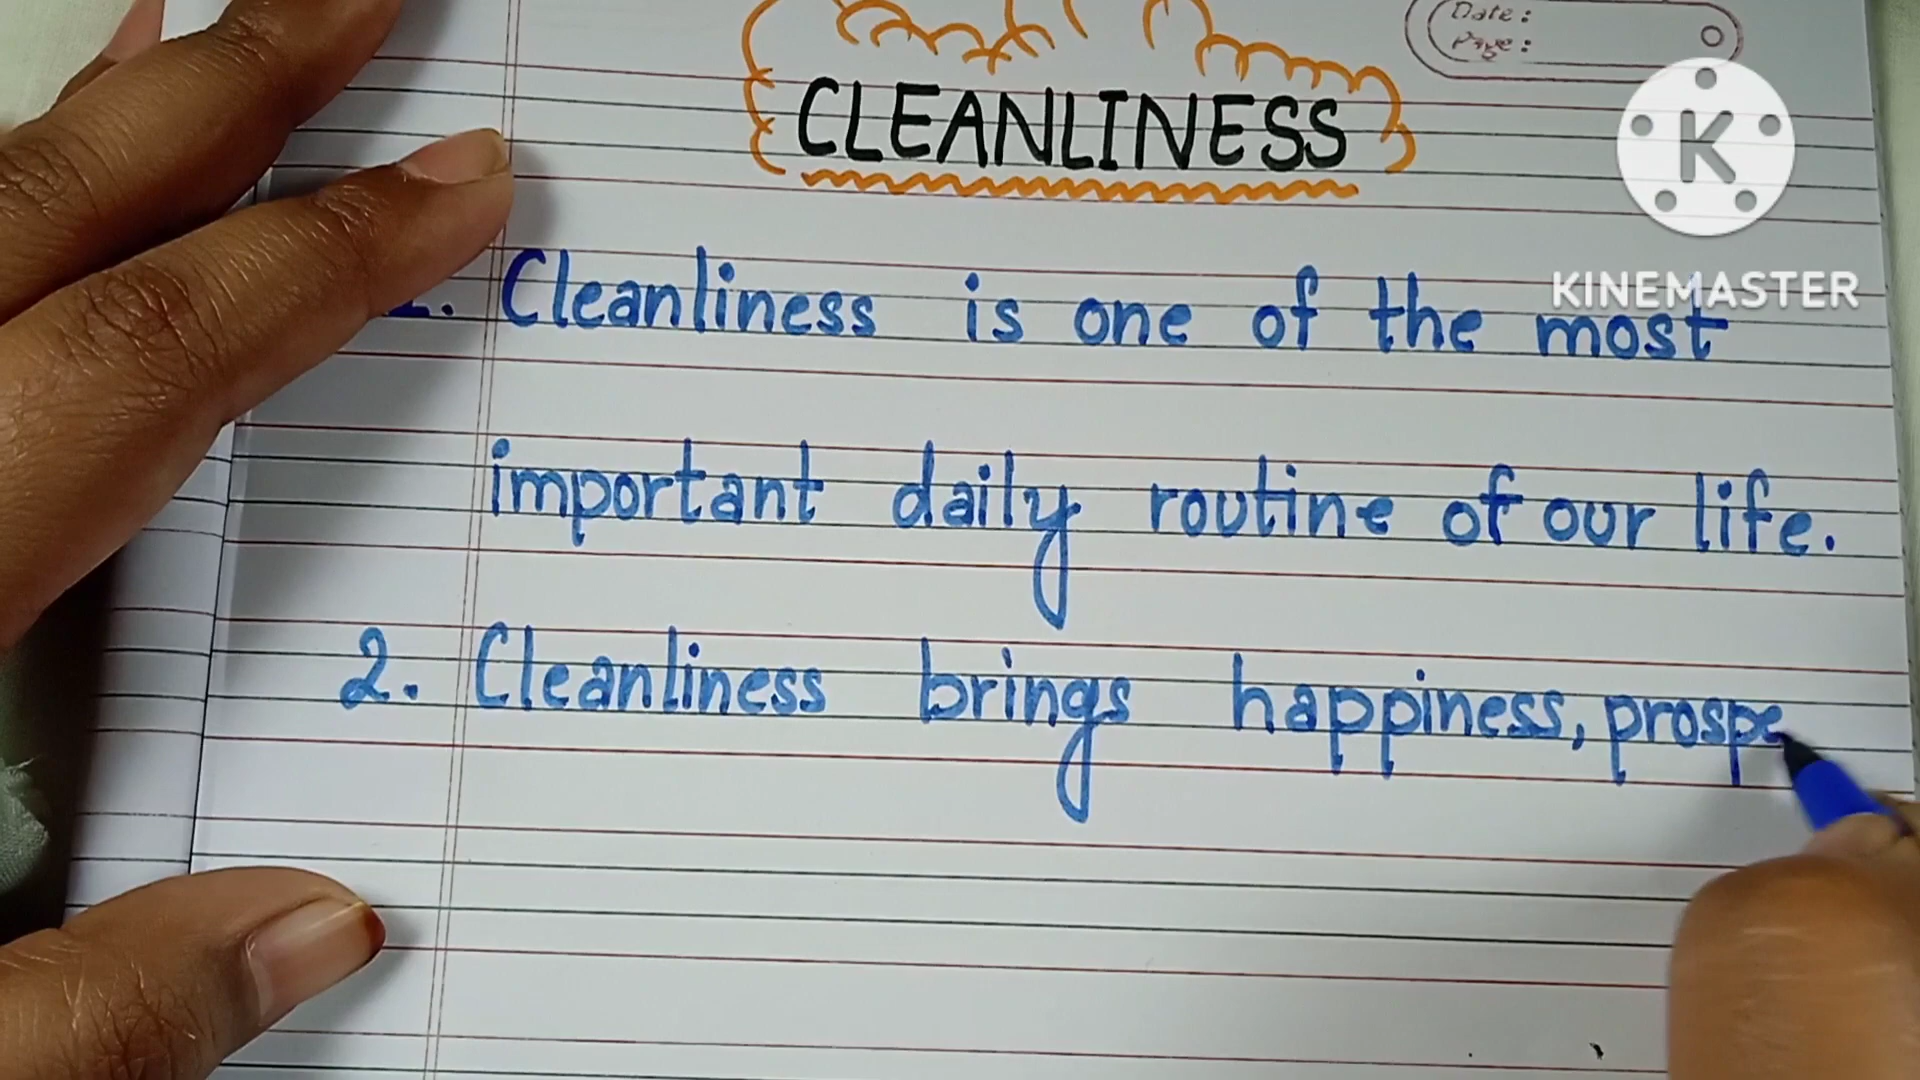 Date:
Page:
CLEANLINESS
K
KINEMASTER
1. Cleanliness is one of the most
important daily routine of our life.
2. Cleanliness brings happiness, prospe